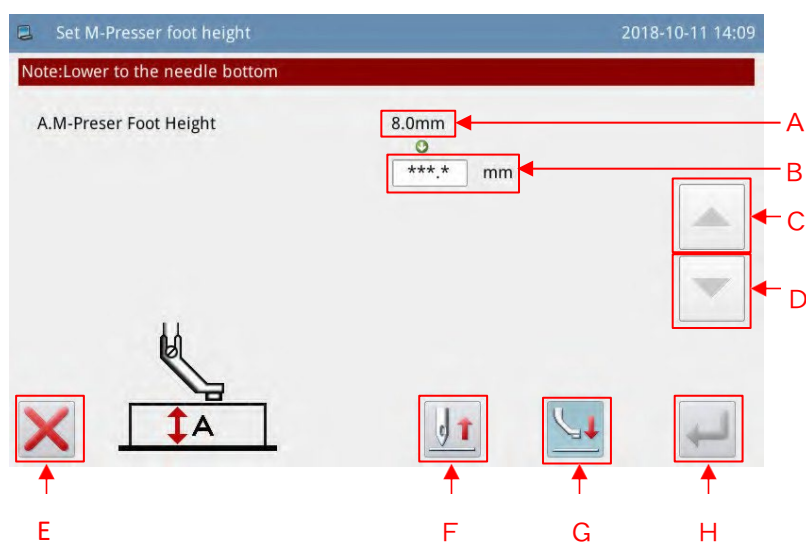 Set M-Presser foot height 2018-10-11 14:09
Note:Lower to the needle bottom
A.M-Preser Foot Height 8.0mm A
***.* mm B
C
D
A
E F G H